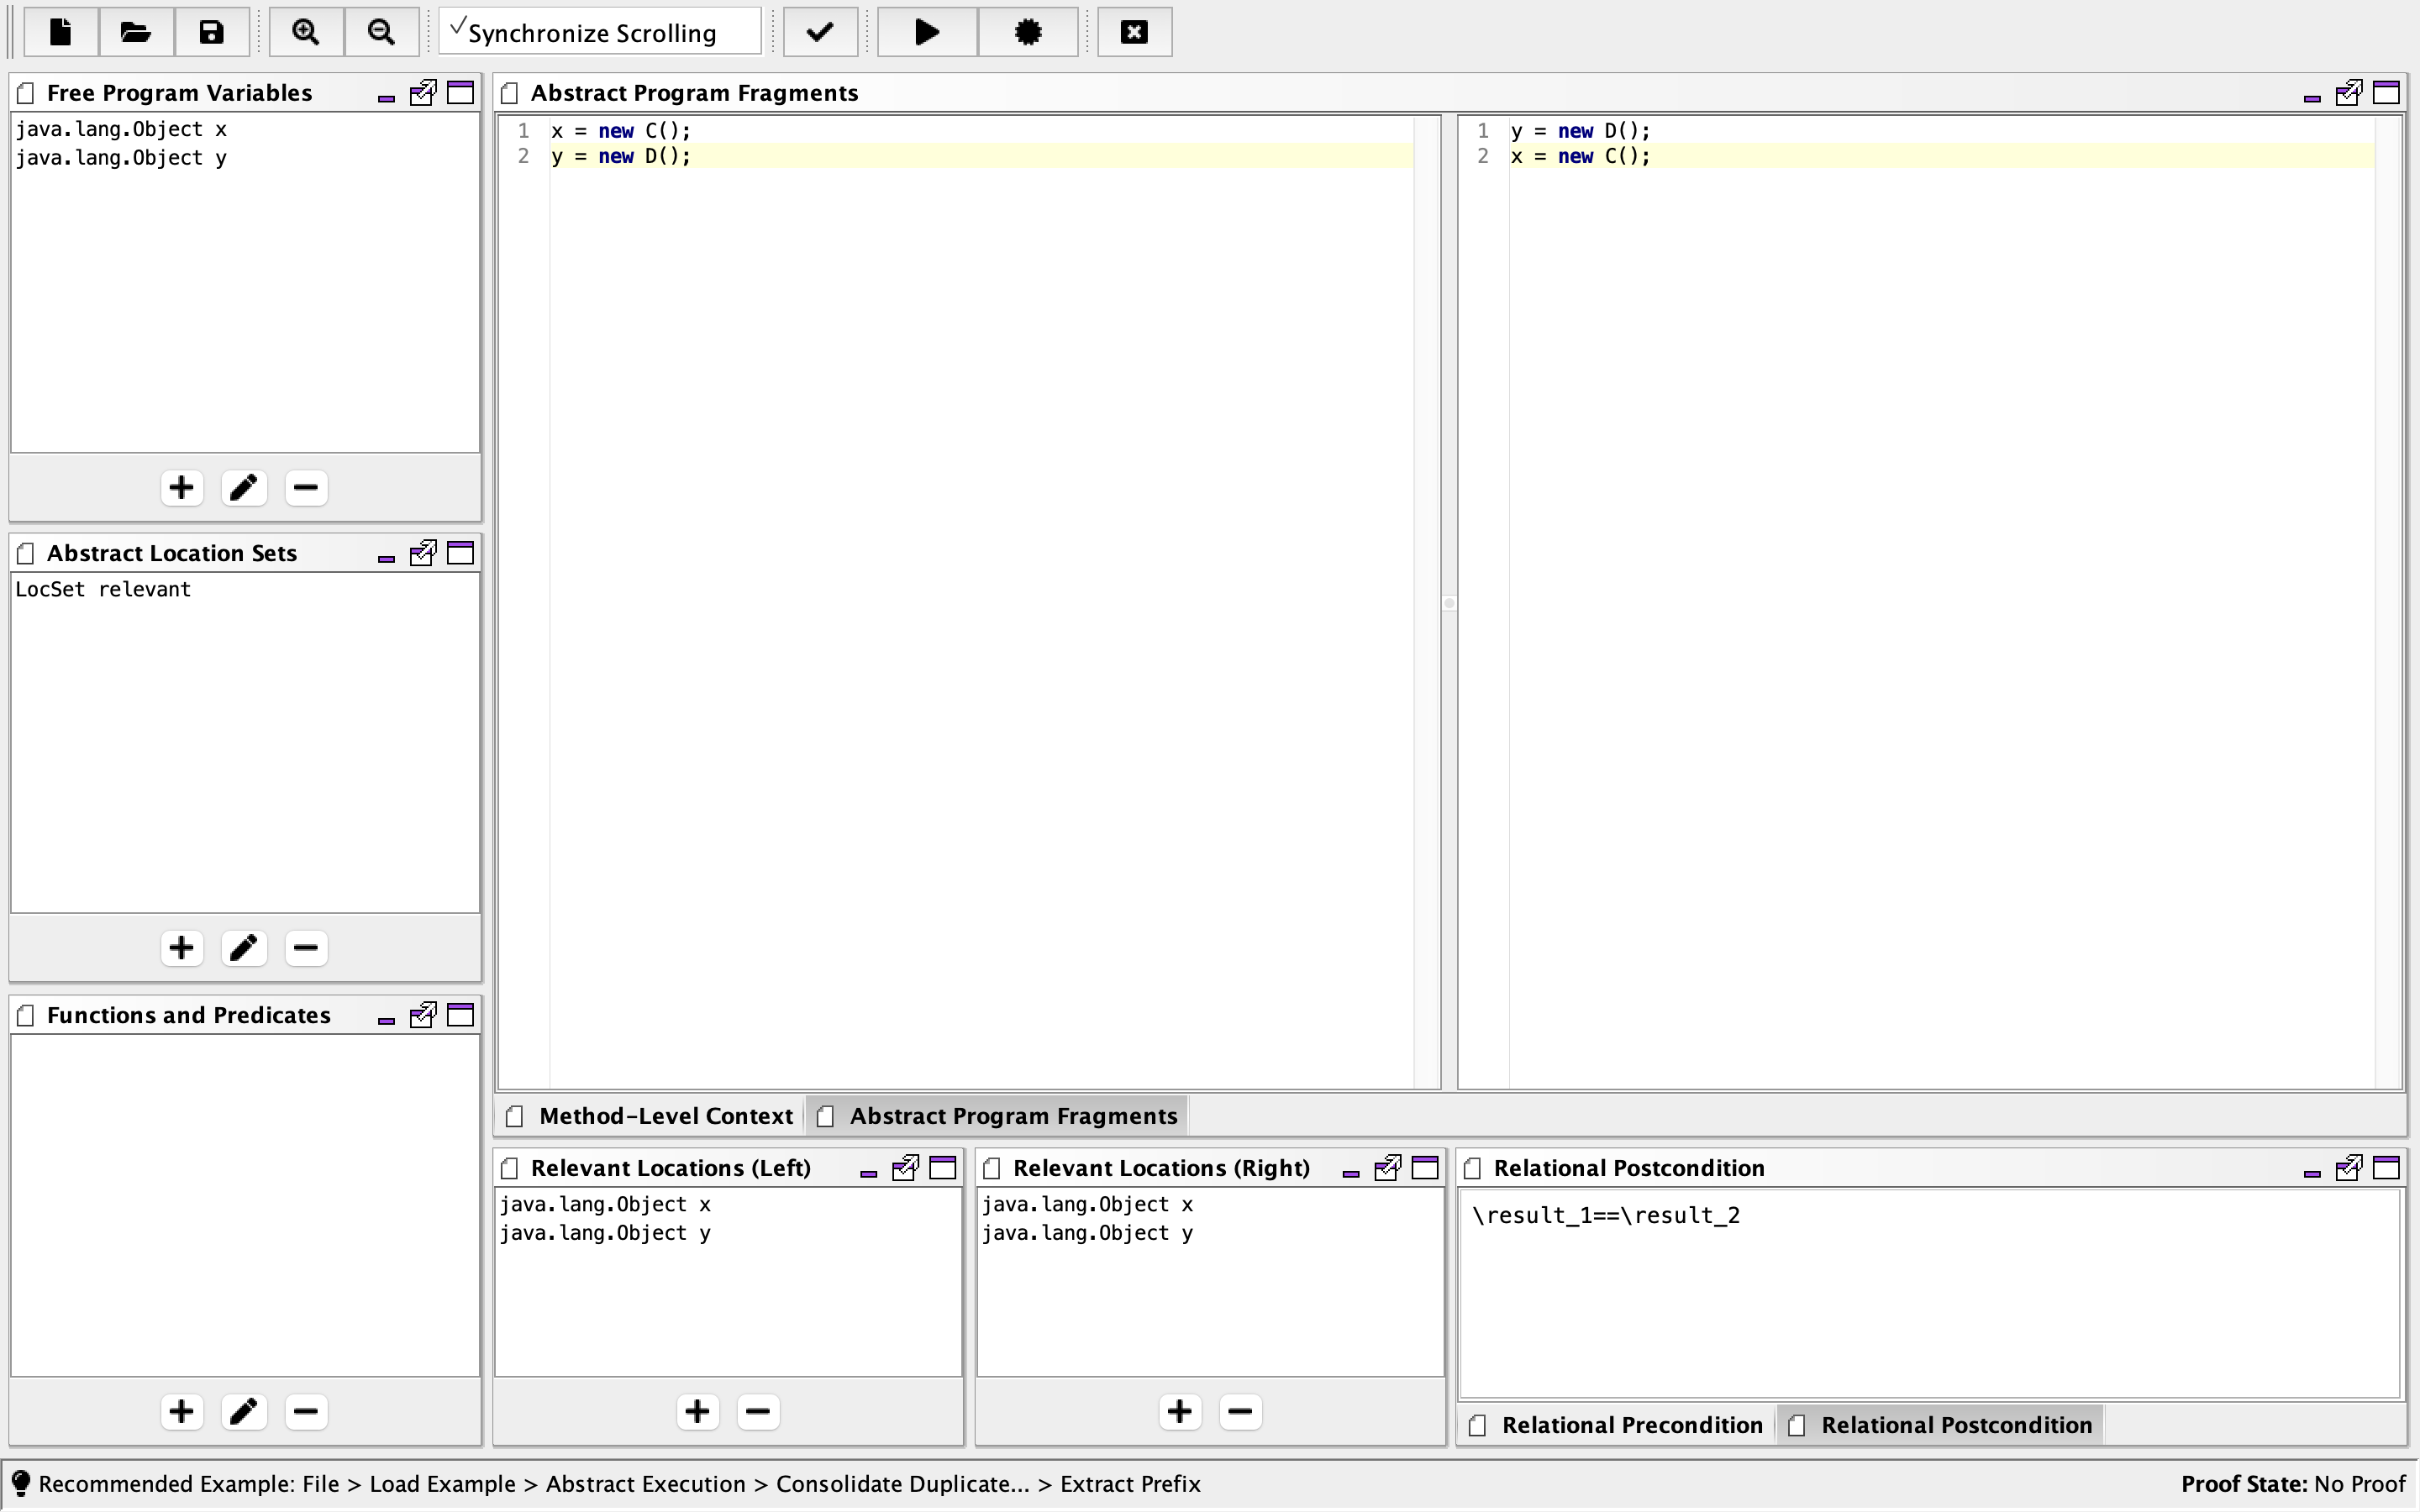 Synchronize Scrolling
Free Program Variables
java.lang.Object x
java.lang.Object y
Abstract Location Sets
LocSet relevant
Functions and Predicates
Abstract Program Fragments
1 x = new C();
2 y = new D();
1 y = new D();
2 x = new C();
Method-Level Context
Abstract Program Fragments
Relevant Locations (Left)
java.lang.Object x
java.lang.Object y
Relevant Locations (Right)
java.lang.Object x
java.lang.Object y
Relational Postcondition
\result_1==\result_2
Relational Precondition
Relational Postcondition
Recommended Example: File > Load Example > Abstract Execution > Consolidate Duplicate... > Extract Prefix
Proof State: No Proof